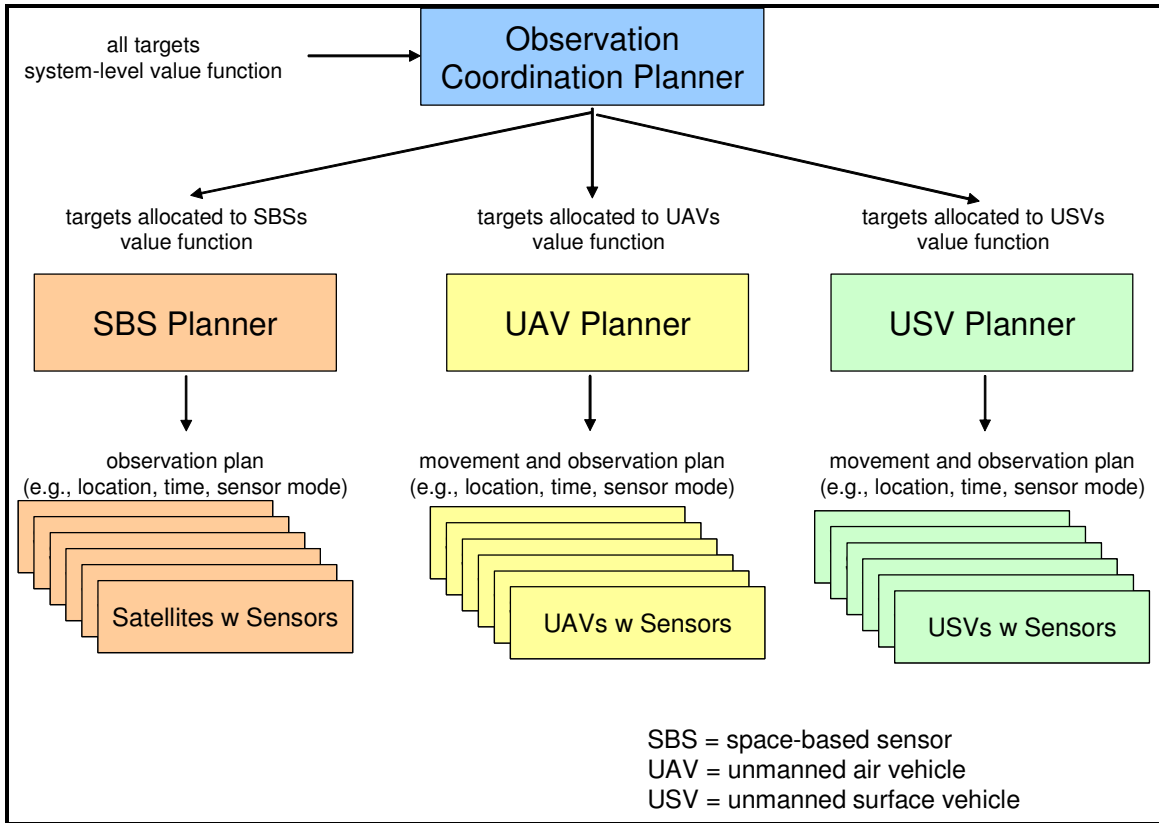 all targets
system-level value function
Observation
Coordination Planner
targets allocated to SBSs
value function
targets allocated to UAVs
value function
targets allocated to USVs
value function
SBS Planner
UAV Planner
USV Planner
observation plan
(e.g., location, time, sensor mode)
movement and observation plan
(e.g., location, time, sensor mode)
movement and observation plan
(e.g., location, time, sensor mode)
Satellites w Sensors
UAVs w Sensors
USVs w Sensors
SBS = space-based sensor
UAV = unmanned air vehicle
USV = unmanned surface vehicle